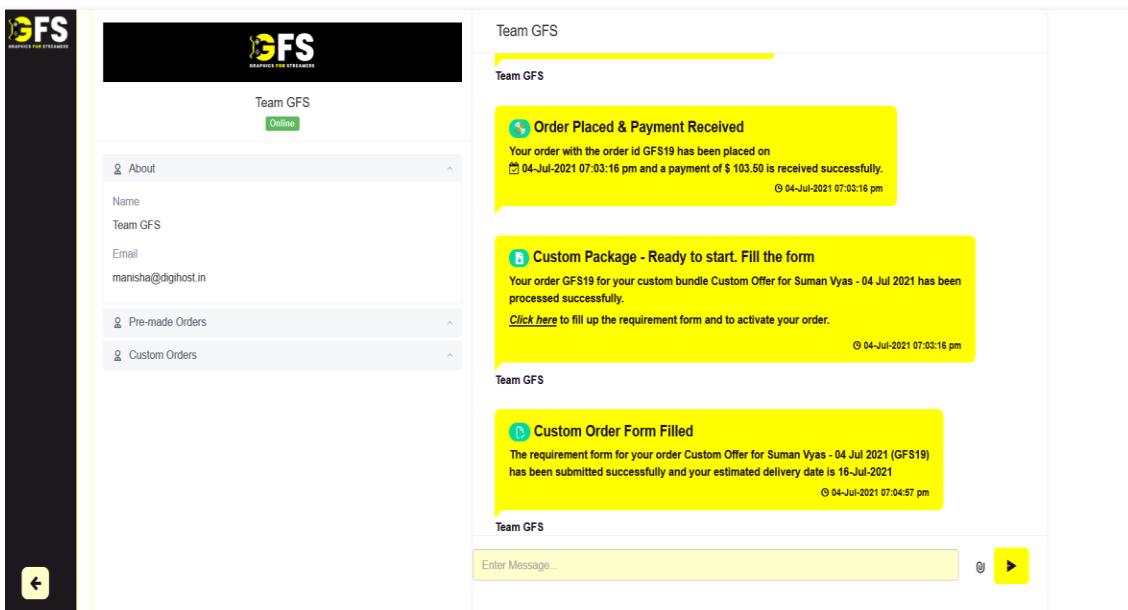 GFS
GRAPHICS FOR STREAMERS
GFS
GRAPHICS FOR STREAMERS
Team GFS
Online
About
Name
Team GFS
Email
manisha@digihost.in
Pre-made Orders
Custom Orders
Team GFS
Team GFS
Order Placed & Payment Received
Your order with the order id GFS19 has been placed on
04-Jul-2021 07:03:16 pm and a payment of $ 103.50 is received successfully.
04-Jul-2021 07:03:16 pm
Custom Package - Ready to start. Fill the form
Your order GFS19 for your custom bundle Custom Offer for Suman Vyas - 04 Jul 2021 has been
processed successfully.
Click here to fill up the requirement form and to activate your order.
04-Jul-2021 07:03:16 pm
Team GFS
Custom Order Form Filled
The requirement form for your order Custom Offer for Suman Vyas - 04 Jul 2021 (GFS19)
has been submitted successfully and your estimated delivery date is 16-Jul-2021
04-Jul-2021 07:04:57 pm
Team GFS
Enter Message...